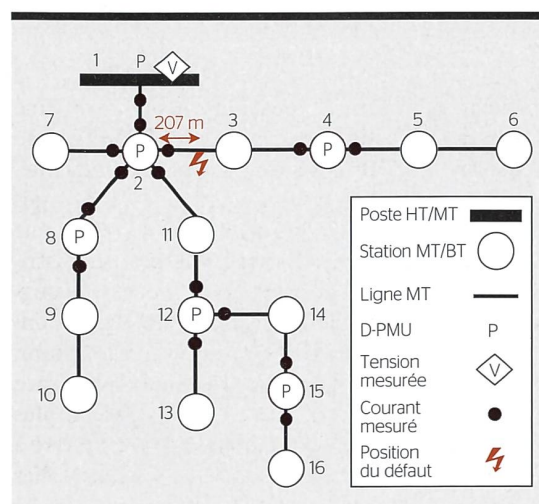 1 P V
207 m
7 P 3 4 P 5 6
2
8 P 11
9 12 P 14
10 13 15 P
16
Poste HT/MT
Station MT/BT
Ligne MT
D-PMU P
Tension V
mesurée
Courant
mesuré
Position
du défaut